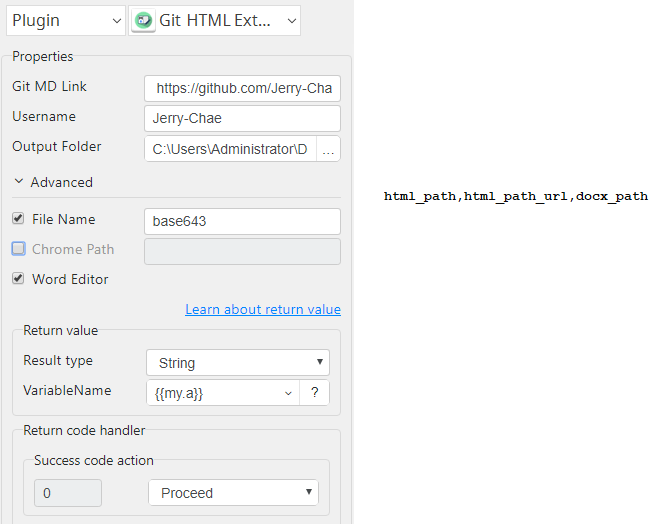 Plugin Git HTML Ext...
Properties
Git MD Link https://github.com/Jerry-Cha
Username Jerry-Chae
Output Folder C:\Users\Administrator\D ...
Advanced
html_path,html_path_url,docx_path
File Name base643
Chrome Path
Word Editor
Learn about return value
Return value
Result type String
VariableName {{my.a}} ?
Return code handler
Success code action
0 Proceed